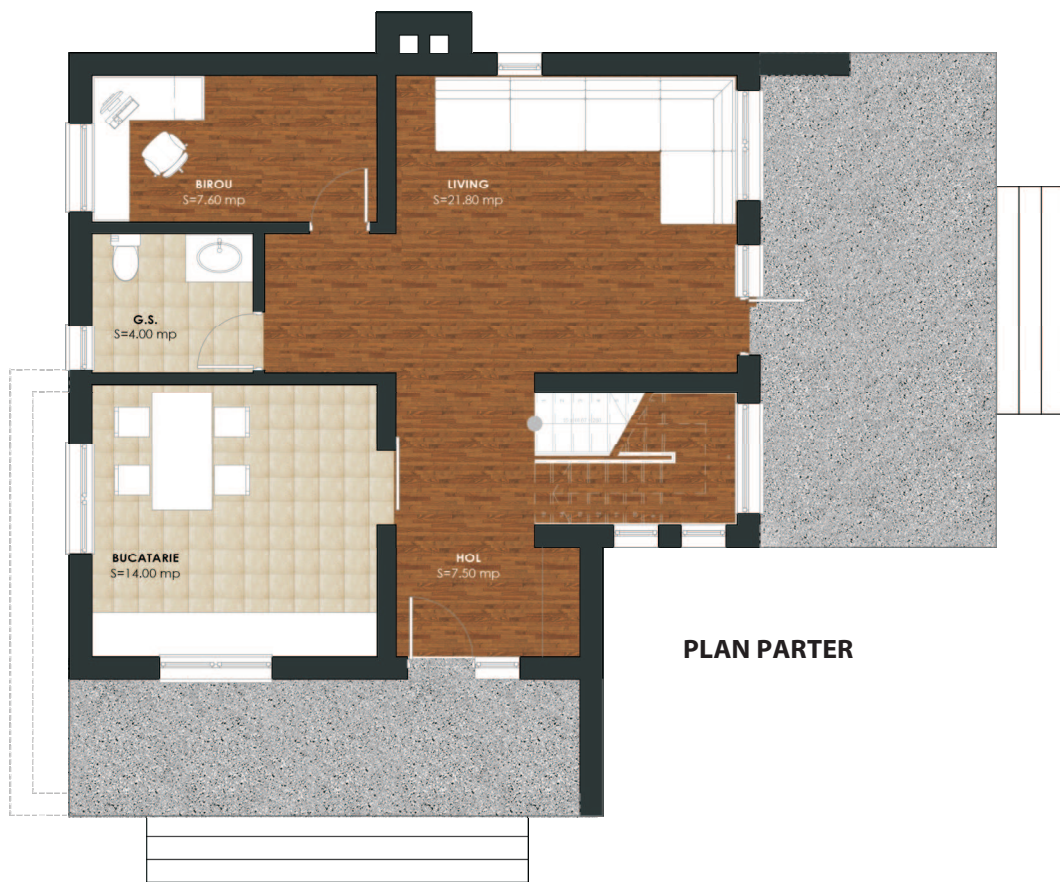 BIROU
S=7.60 mp
LIVING
S=21.80 mp
G.S.
S=4.00 mp
BUCATARIE
S=14.00 mp
HOL
S=7.50 mp
PLAN PARTER